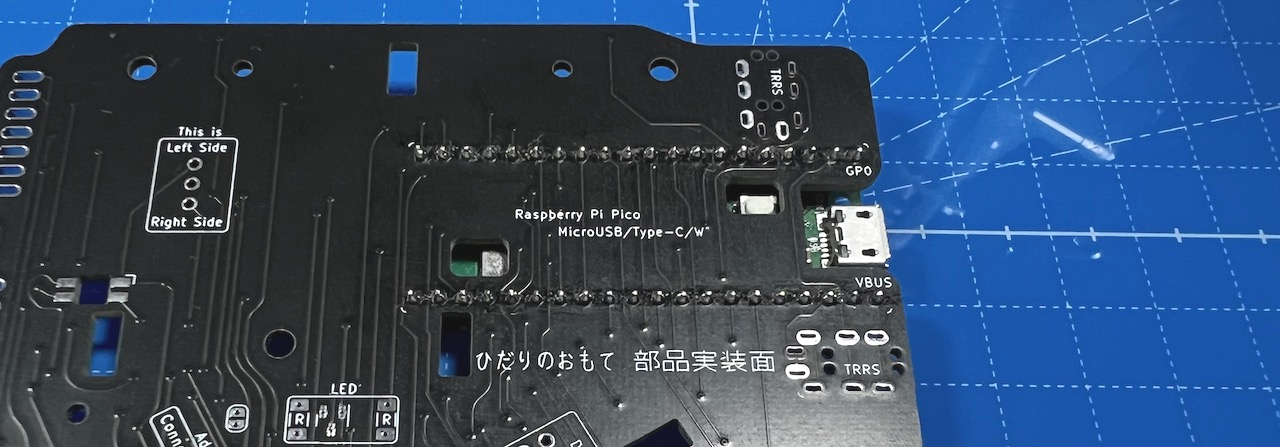 This is
Left Side
Right Side
TRRS
GP0
Raspberry Pi Pico
MicroUSB/Type-C/W
VBUS
ひだりのおもて 部品実装面
TRRS
LED
R
R